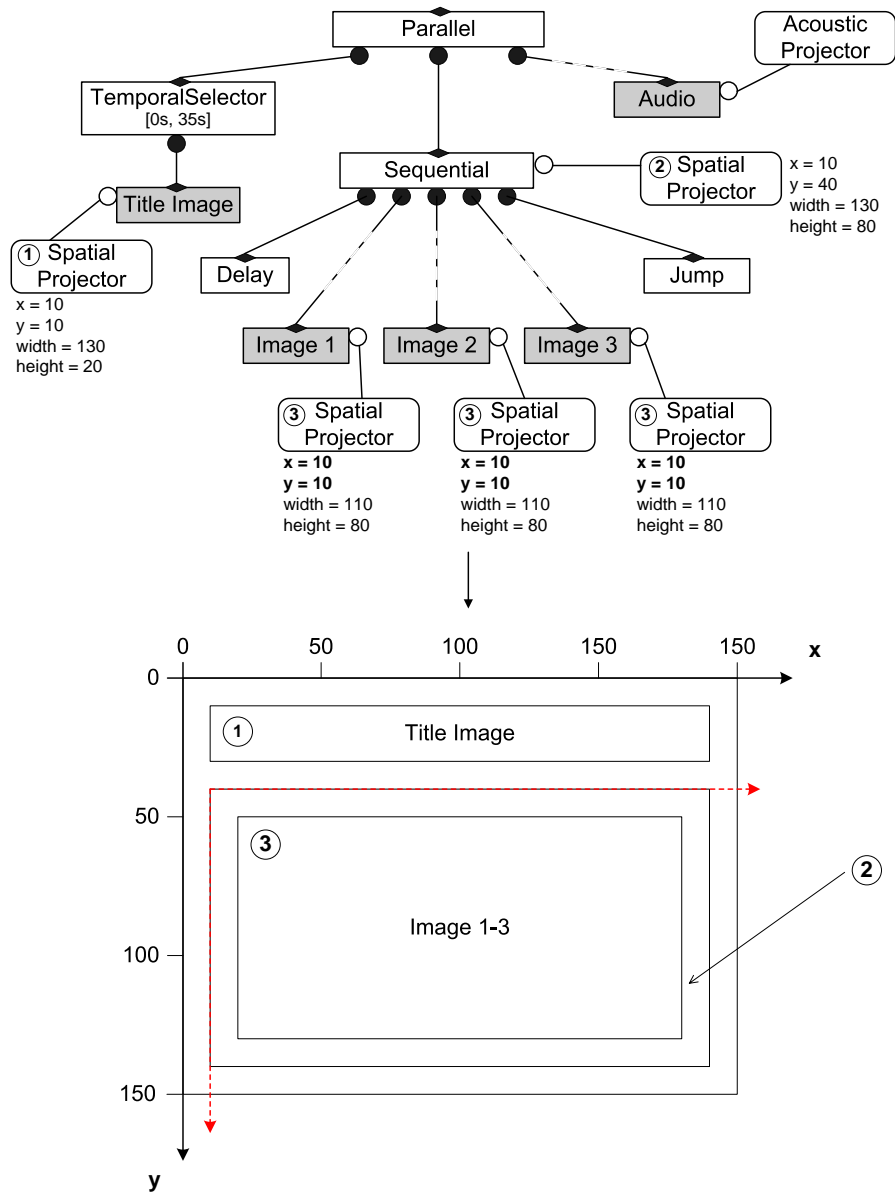 Parallel
Acoustic
Projector
TemporalSelector
[0s, 35s]
Audio
Sequential
② Spatial
Projector
x = 10
y = 40
width = 130
height = 80
Title Image
① Spatial
Projector
x = 10
y = 10
width = 130
height = 20
Delay
Jump
Image 1
Image 2
Image 3
③ Spatial
Projector
x = 10
y = 10
width = 110
height = 80
③ Spatial
Projector
x = 10
y = 10
width = 110
height = 80
③ Spatial
Projector
x = 10
y = 10
width = 110
height = 80
0 50 100 150 150
x
0
① Title Image
50
③
②
Image 1-3
100
150
y